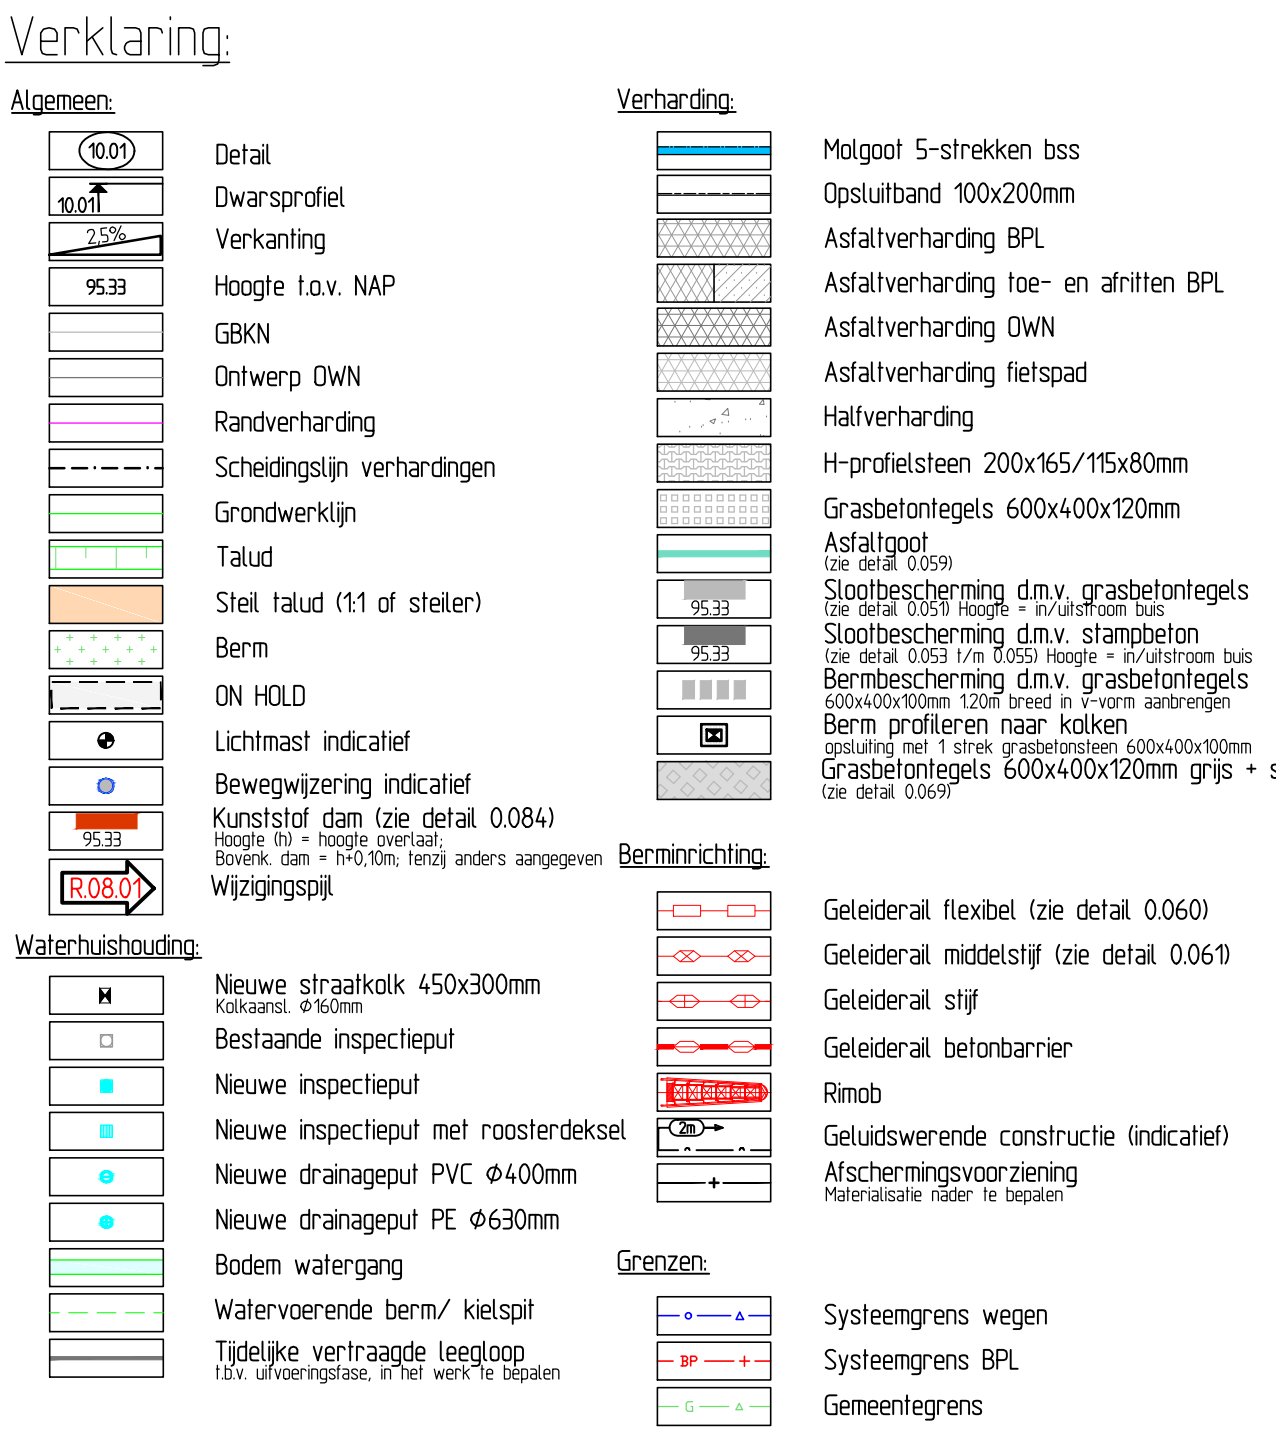 Verklaring:
Algemeen:
10.01
Detail
10.01
Dwarsprofiel
2,5%
Verkanting
95.33
Hoogte t.o.v. NAP
GBKN
Ontwerp OWN
Randverharding
Scheidingslijn verhardingen
Grondwerklijn
Talud
Steil talud (1:1 of steiler)
Berm
ON HOLD
Lichtmast indicatief
Bewegwijzering indicatief
95.33
Kunststof dam (zie detail 0.084)
Hoogte (h) = hoogte overlaat;
Bovenk. dam = h+0,10m; tenzij anders aangegeven
R.08.01
Wijzigingspijl
Waterhuishouding:
Nieuwe straatkolk 450x300mm
Kolkaansl. Ø160mm
Bestaande inspectieput
Nieuwe inspectieput
Nieuwe inspectieput met roosterdeksel
Nieuwe drainageput PVC Ø400mm
Nieuwe drainageput PE Ø630mm
Bodem watergang
Watervoerende berm/ kielspit
Tijdelijke vertraagde leegloop
t.b.v. uitvoeringsfase, in het werk te bepalen
Verharding:
Molgoot 5-strekken bss
Opsluitband 100x200mm
Asfaltverharding BPL
Asfaltverharding toe- en afritten BPL
Asfaltverharding OWN
Asfaltverharding fietspad
Halfverharding
H-profielsteen 200x165/115x80mm
Grasbetontegels 600x400x120mm
Asfaltgoot
(zie detail 0.059)
95.33
Slootbescherming d.m.v. grasbetontegels
(zie detail 0.051) Hoogte = in/uitstroom buis
95.33
Slootbescherming d.m.v. stampbeton
(zie detail 0.053 t/m 0.055) Hoogte = in/uitstroom buis
Bermbescherming d.m.v. grasbetontegels
600x400x100mm 1.20m breed in v-vorm aanbrengen
Berm profileren naar kolken
opsluiting met 1 strek grasbetonsteen 600x400x100mm
Grasbetontegels 600x400x120mm grijs + s
(zie detail 0.069)
Berminrichting:
Geleiderail flexibel (zie detail 0.060)
Geleiderail middelstijf (zie detail 0.061)
Geleiderail stijf
Geleiderail betonbarrier
Rimob
2m
Geluidswerende constructie (indicatief)
Afschermingsvoorziening
Materialisatie nader te bepalen
Grenzen:
Systeemgrens wegen
BP
Systeemgrens BPL
G
Gemeentegrens